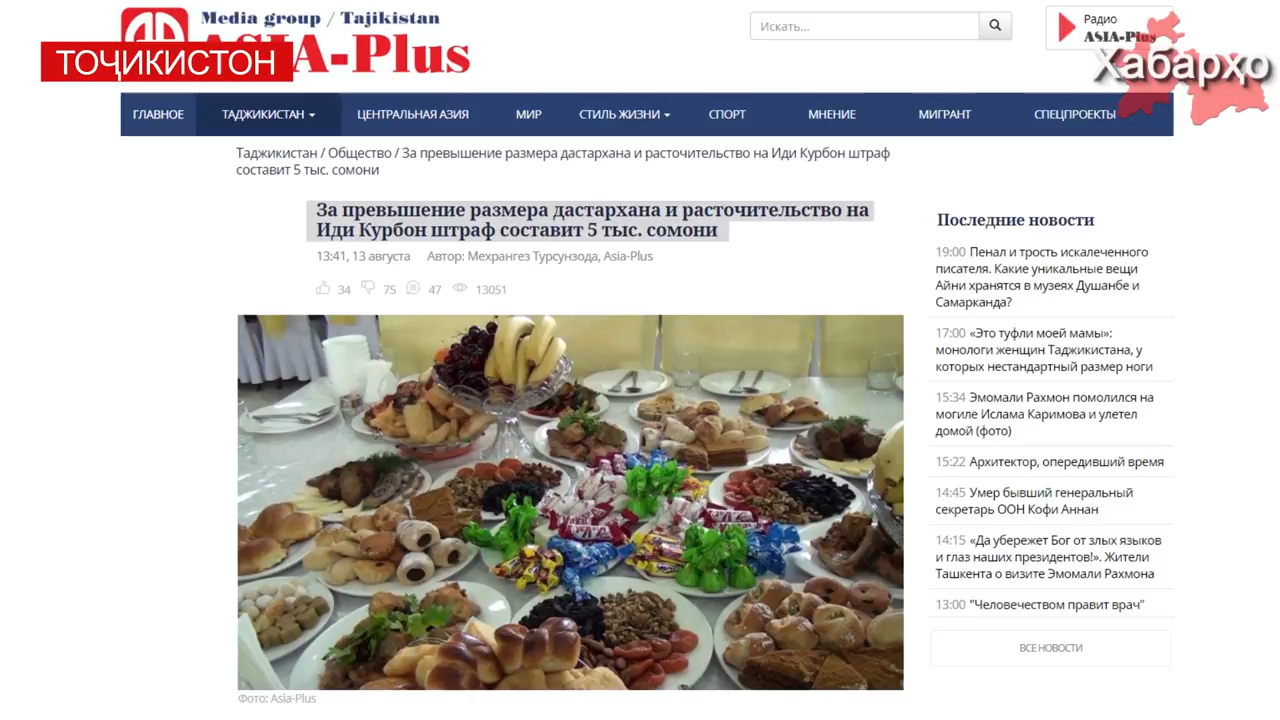 Media group / Tajikistan
ASIA-Plus
ТОҶИКИСТОН
Искать...
Радио
ASIA-Plus
Хабарҳо
ГЛАВНОЕ
ТАДЖИКИСТАН
ЦЕНТРАЛЬНАЯ АЗИЯ
МИР
СТИЛЬ ЖИЗНИ
СПОРТ
МНЕНИЕ
МИГРАНТ
СПЕЦПРОЕКТЫ
Таджикистан / Общество / За превышение размера дастархана и расточительство на Иди Курбон штраф
составит 5 тыс. сомони
За превышение размера дастархана и расточительство на
Иди Курбон штраф составит 5 тыс. сомони
13:41, 13 августа Автор: Мехрангез Турсунзода, Asia-Plus
34 75 47 13051
Фото: Asia-Plus
Последние новости
19:00 Пенал и трость искалеченного
писателя. Какие уникальные вещи
Айни хранятся в музеях Душанбе и
Самарканда?
17:00 «Это туфли моей мамы»:
монологи женщин Таджикистана, у
которых нестандартный размер ноги
15:34 Эмомали Рахмон помолился на
могиле Ислама Каримова и улетел
домой (фото)
15:22 Архитектор, опередивший время
14:45 Умер бывший генеральный
секретарь ООН Кофи Аннан
14:15 «Да убережет Бог от злых языков
и глаз наших президентов!». Жители
Ташкента о визите Эмомали Рахмона
13:00 "Человечеством правит врач"
ВСЕ НОВОСТИ